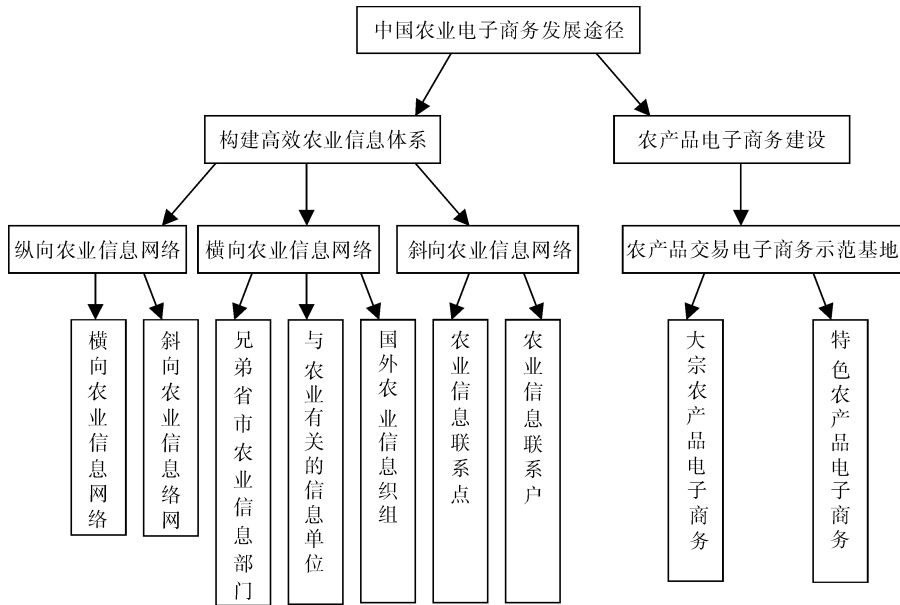 中国农业电子商务发展途径
构建高效农业信息体系
农产品电子商务建设
纵向农业信息网络
横向农业信息网络
斜向农业信息网络
农产品交易电子商务示范基地
横向农业信息网络
斜向农业信息络网
兄弟省市农业信息部门
与农业有关的信息单位
国外农业信息织组
农业信息联系点
农业信息联系户
大宗农产品电子商务
特色农产品电子商务